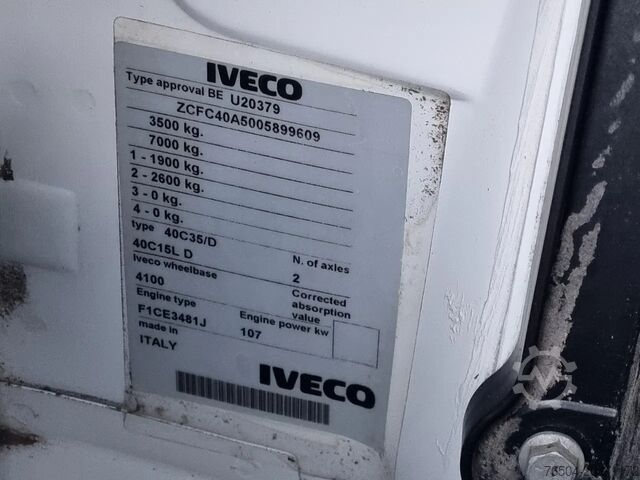 IVECO
Type approval BE U20379
ZCFC40A5005899609
3500 kg.
7000 kg.
1 - 1900 kg.
2 - 2600 kg.
3 - 0 kg.
4 - 0 kg.
type 40C35/D
40C15L D N. of axles
Iveco wheelbase 2
4100 Corrected absorption value
Engine type
F1CE3481J Engine power kw
made in 107
ITALY
IVECO